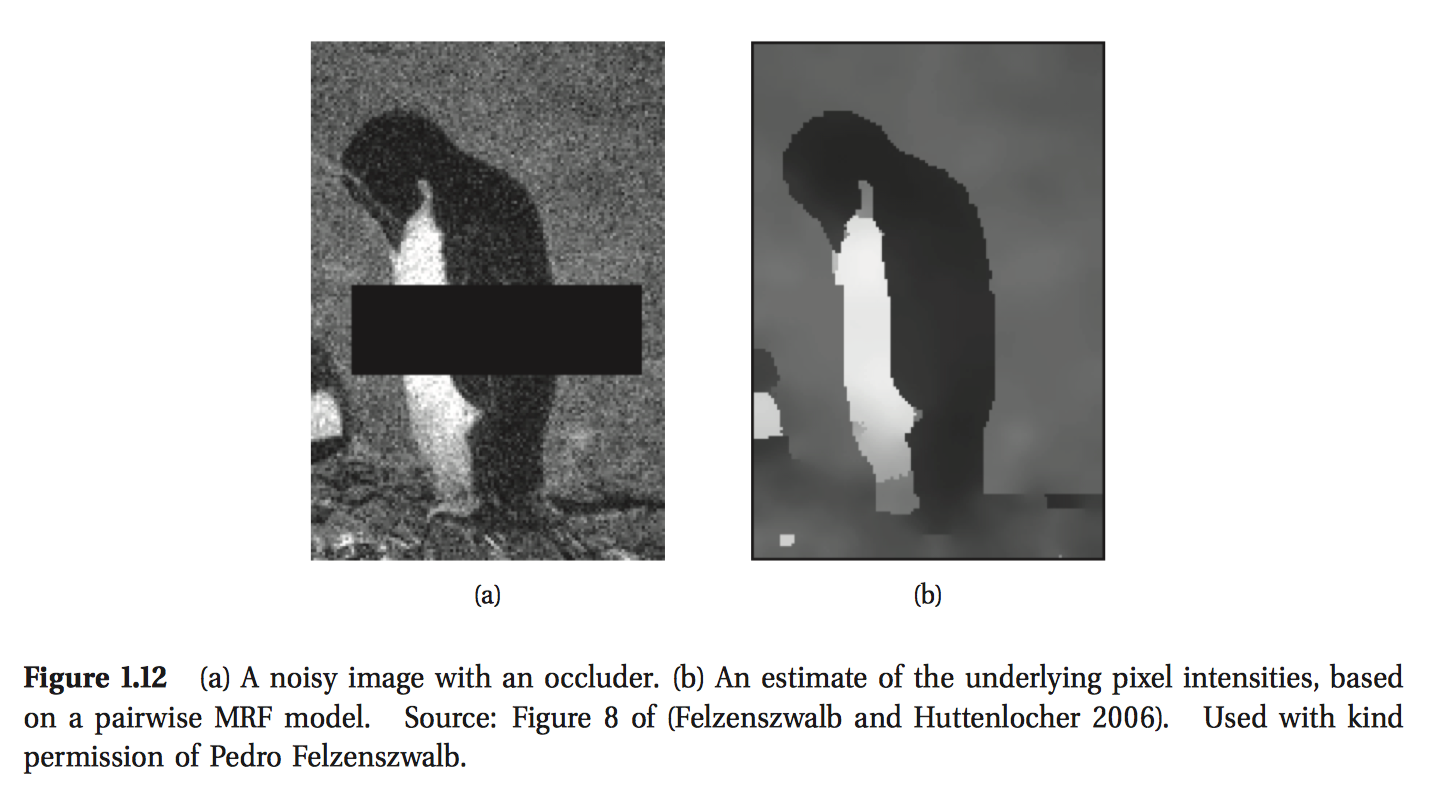 (a)
(b)
Figure 1.12 (a) A noisy image with an occluder. (b) An estimate of the underlying pixel intensities, based
on a pairwise MRF model. Source: Figure 8 of (Felzenszwalb and Huttenlocher 2006). Used with kind
permission of Pedro Felzenszwalb.